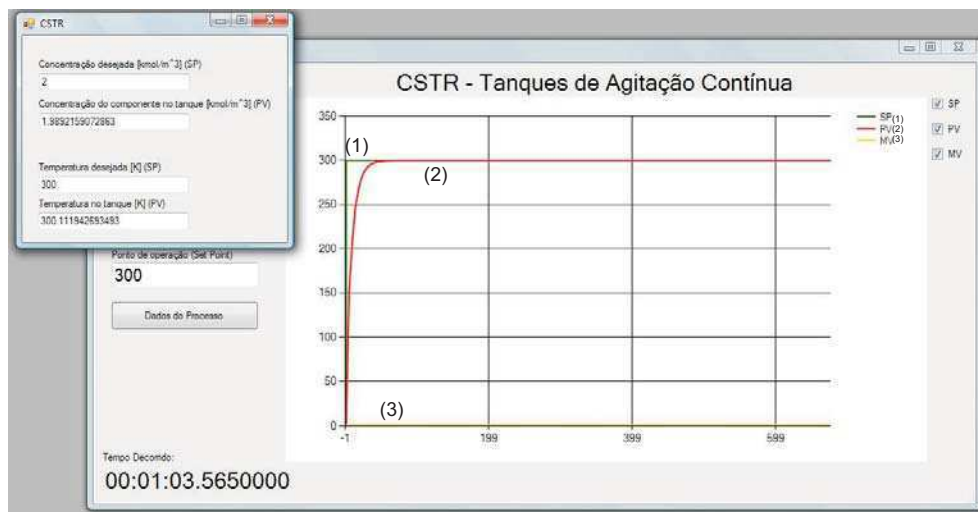 CSTR
Concentração desejada [kmol/m^3] (SP)
2
Concentração do componente no tanque [kmol/m^3] (PV)
1.9892159072863
Temperatura desejada [K] (SP)
300
Temperatura no tanque [K] (PV)
300.111942693493
Ponto de operação (Set Point)
300
Dados do Processo
Tempo Decorrido:
00:01:03.5650000
CSTR - Tanques de Agitação Contínua
350
300
250
200
150
100
50
0
-1
199
399
599
(1)
(2)
(3)
SP(1)
PV(2)
MV(3)
SP
PV
MV